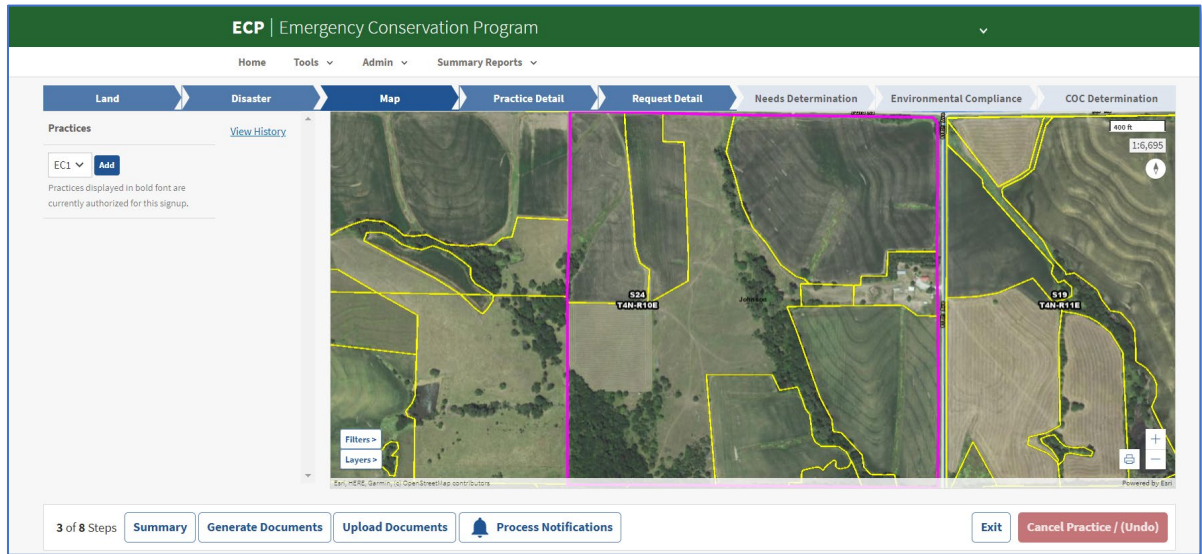 ECP | Emergency Conservation Program
Home Tools Admin Summary Reports
Land Disaster Map Practice Detail Request Detail Needs Determination Environmental Compliance COC Determination
Practices
View History
EC1 Add
Practices displayed in bold font are
currently authorized for this signup.
400 ft
1:6,695
S24
T4N-R10E
Johnson
S19
T4N-R11E
Filters >
Layers >
+
−
Esri, HERE, Garmin, (c) OpenStreetMap contributors
Powered by Esri
3 of 8 Steps Summary Generate Documents Upload Documents Process Notifications Exit Cancel Practice / (Undo)